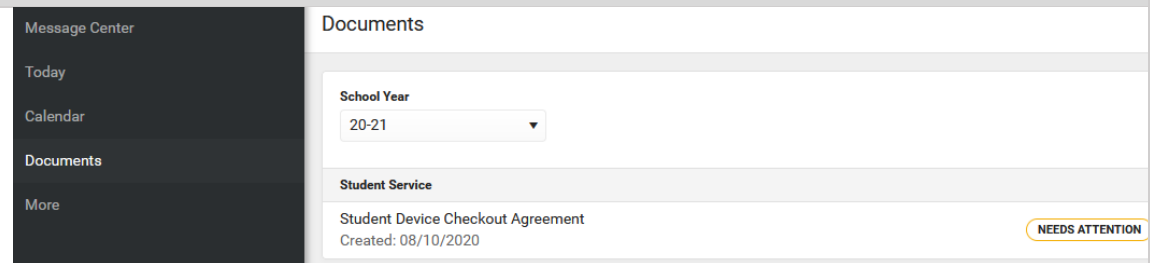 Message Center
Today
Calendar
Documents
More
Documents
School Year
20-21
Student Service
Student Device Checkout Agreement
Created: 08/10/2020
NEEDS ATTENTION